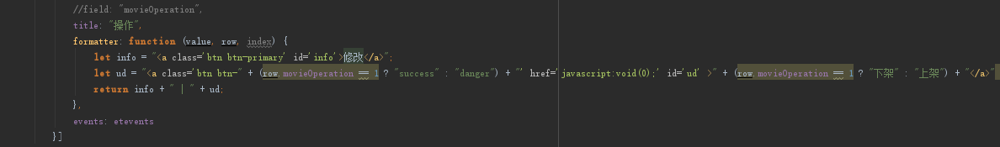 //field: "movieOperation",
title: "操作",
formatter: function (value, row, index) {
let info = "<a class='btn btn-primary' id='info'>修改</a>";
let ud = "<a class='btn btn-" + (row.movieOperation == 1 ? "success" : "danger") + "' href='javascript:void(0);' id='ud' >" + (row.movieOperation == 1 ? "下架" : "上架") + "</a>"
return info + " | " + ud;
},
events: etevents
}]